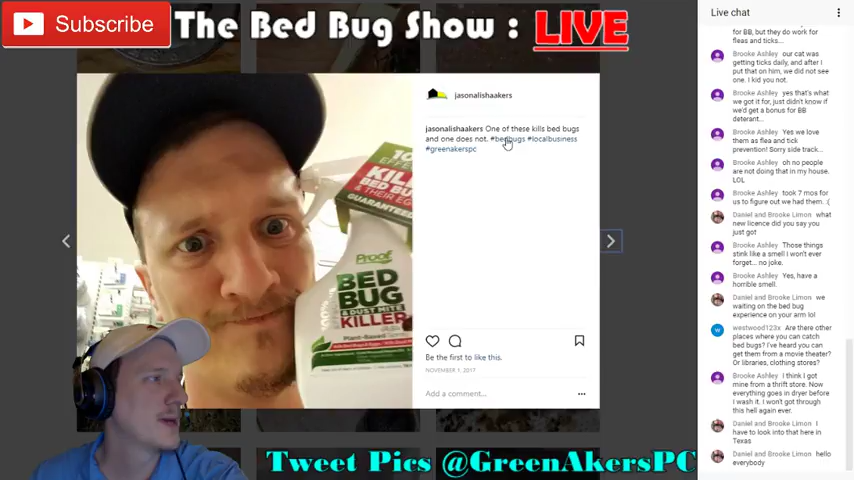 Subscribe
The Bed Bug Show : LIVE
Live chat
for BB, but they do work for
fleas and ticks...
Brooke Ashley our cat was
getting ticks daily, and after I
put that on him, we did not see
one. I kid you not.
Brooke Ashley yes that's what
we got it for, just didn't know if
we'd get a bonus for BB
deterant...
Brooke Ashley Yes we love
them as flea and tick
prevention! Sorry side track...
Brooke Ashley oh no people
are not doing that in my house.
LOL
Brooke Ashley took 7 mos for
us to figure out we had them. :(
Daniel and Brooke Limon what
new licence did you say you
just got
Brooke Ashley Those things
stink like a smell I won't ever
forget... no joke.
Brooke Ashley Yes, have a
horrible smell.
Daniel and Brooke Limon we
waiting on the bed bug
experience on your arm lol
westwood123x Are there other
places where you can catch
bed bugs? I've heard you can
get them from a movie theater?
Or libraries, clothing stores?
Brooke Ashley I think I got
mine from a thrift store. Now
everything goes in dryer before
I wash it. I won't got through
this hell again ever.
Daniel and Brooke Limon I
have to look into that here in
Texas
Daniel and Brooke Limon hello
everybody
jasonalishaakers
jasonalishaakers One of these kills bed bugs
and one does not. #bedbugs #localbusiness
#greenakerspc
Be the first to like this.
NOVEMBER 1, 2017
Add a comment...
KILL
BED BU
& THEIR EG
GUARANTEE
Proof
100%
BED
BUG
& DUST MITE
KILLER
Plant-Based
Tweet Pics @GreenAkersPC